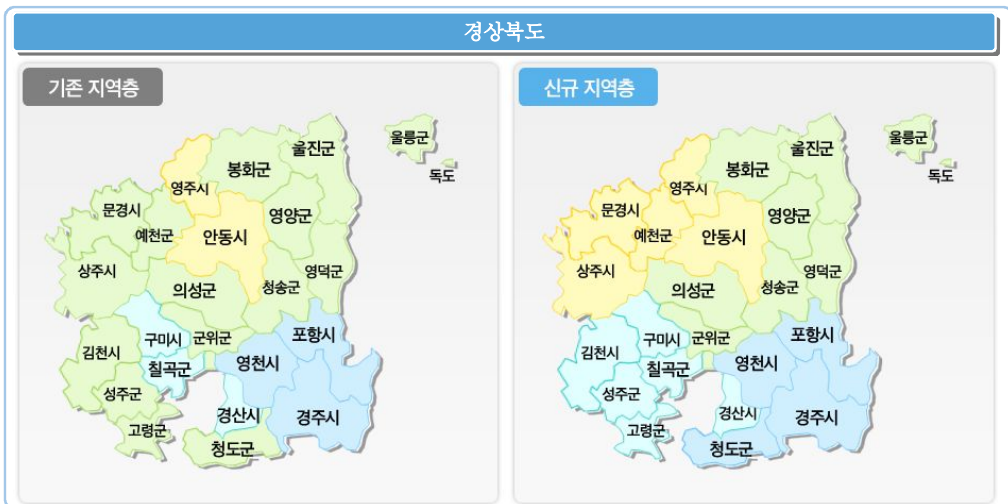 경상북도
기존 지역층
울릉군
독도
울진군
봉화군
영주시
문경시
영양군
예천군
안동시
상주시
영덕군
청송군
의성군
포항시
구미시
군위군
김천시
영천시
칠곡군
성주군
경산시
경주시
고령군
청도군
신규 지역층
울릉군
독도
울진군
봉화군
영주시
문경시
영양군
예천군
안동시
상주시
영덕군
청송군
의성군
포항시
구미시
군위군
김천시
영천시
칠곡군
성주군
경산시
경주시
고령군
청도군